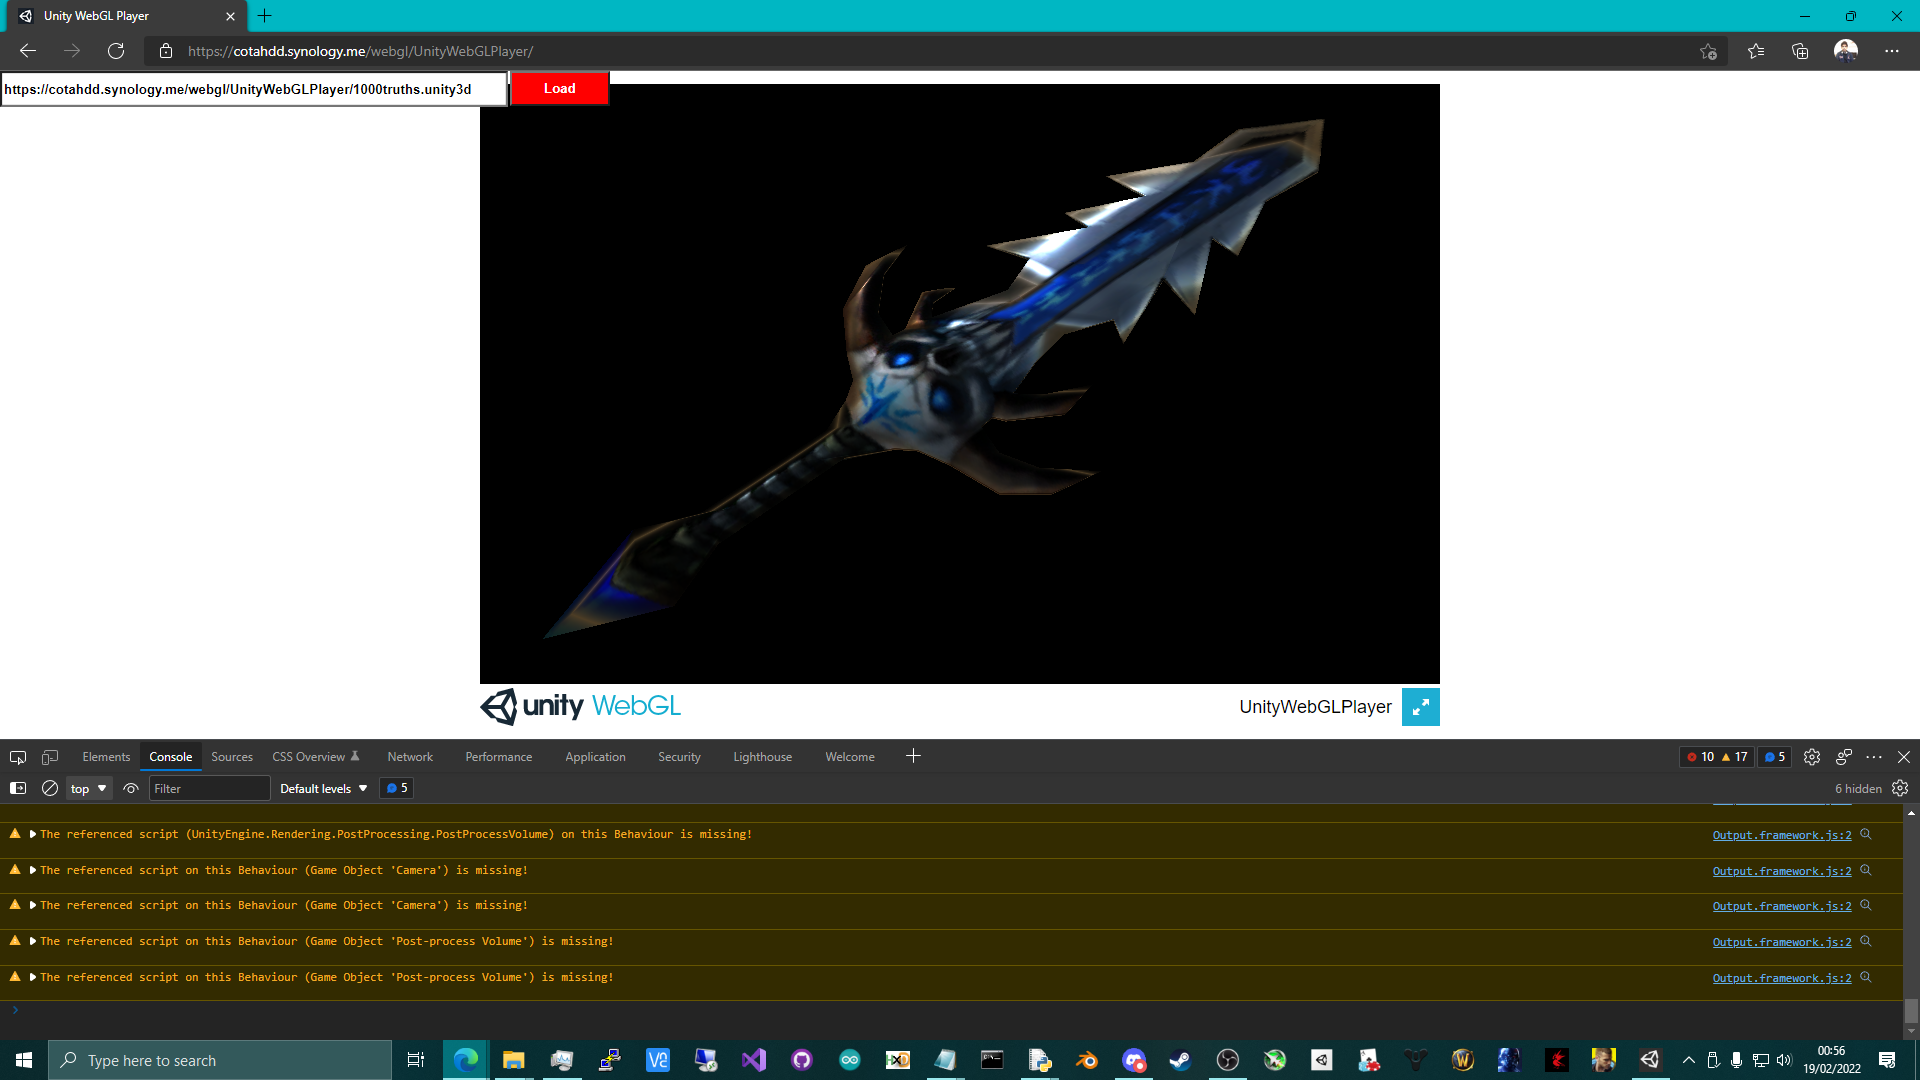 Unity WebGL Player
https://cotahdd.synology.me/webgl/UnityWebGLPlayer/
https://cotahdd.synology.me/webgl/UnityWebGLPlayer/1000truths.unity3d
Load
unity WebGL
UnityWebGLPlayer
Elements Console Sources CSS Overview Network Performance Application Security Lighthouse Welcome
10 17 5
top Filter Default levels 5 6 hidden
The referenced script (UnityEngine.Rendering.PostProcessing.PostProcessVolume) on this Behaviour is missing! Output.framework.js:2
The referenced script on this Behaviour (Game Object 'Camera') is missing! Output.framework.js:2
The referenced script on this Behaviour (Game Object 'Camera') is missing! Output.framework.js:2
The referenced script on this Behaviour (Game Object 'Post-process Volume') is missing! Output.framework.js:2
The referenced script on this Behaviour (Game Object 'Post-process Volume') is missing! Output.framework.js:2
Type here to search
00:56
19/02/2022